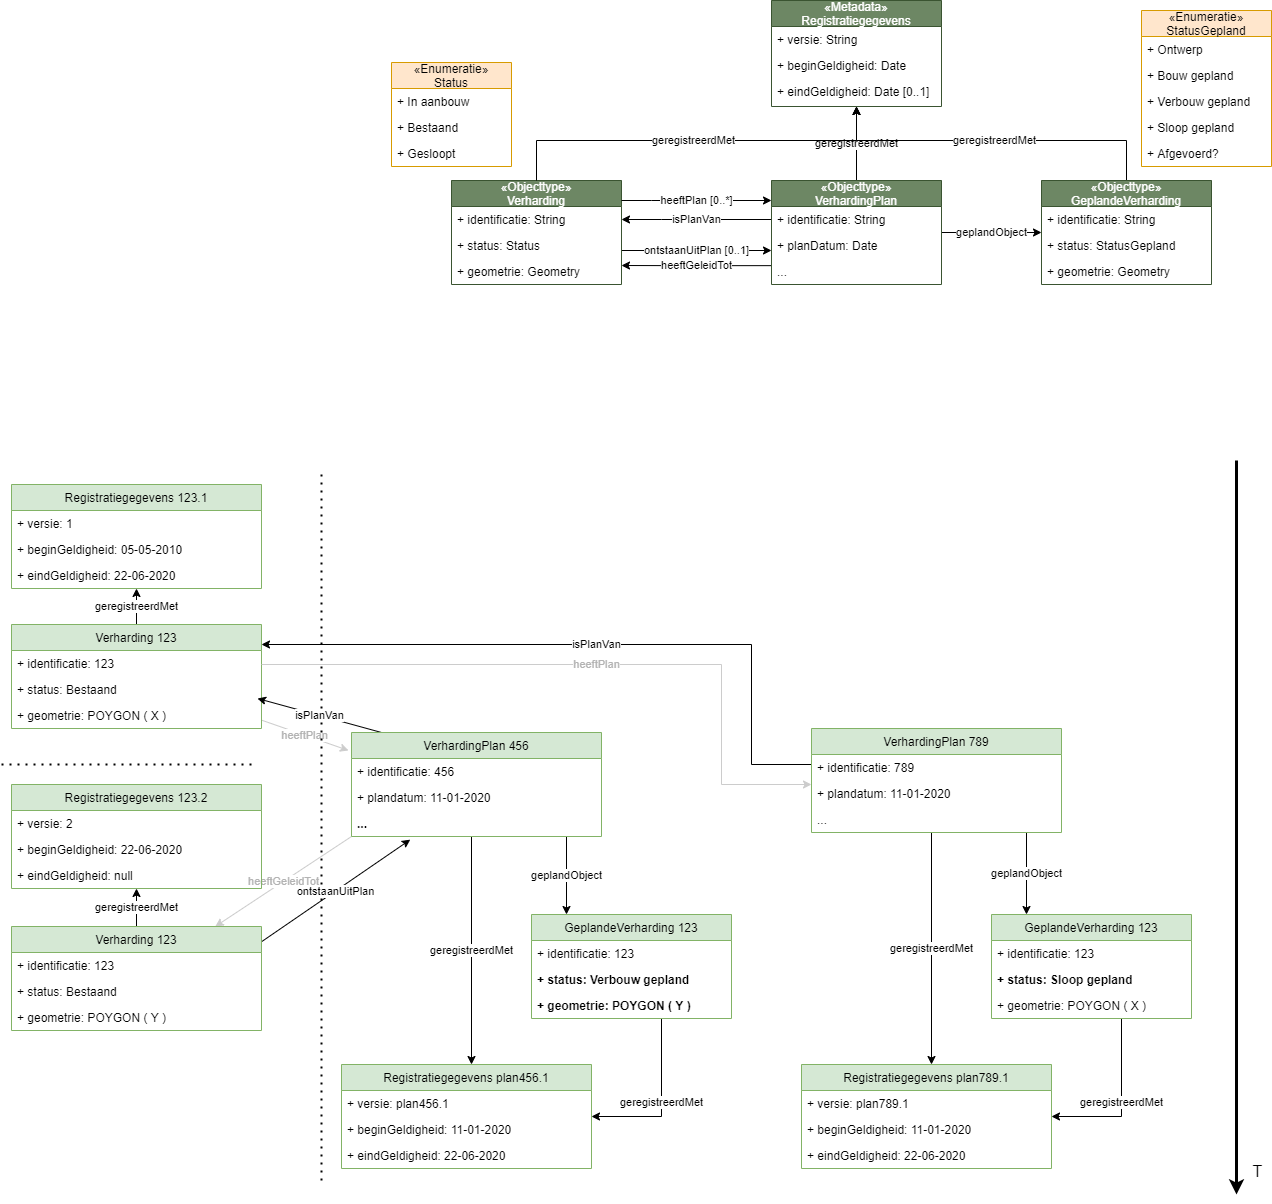 «Metadata»
Registratiegegevens
+ versie: String
+ beginGeldigheid: Date
+ eindGeldigheid: Date [0..1]
«Enumeratie»
StatusGepland
+ Ontwerp
+ Bouw gepland
+ Verbouw gepland
+ Sloop gepland
+ Afgevoerd?
«Enumeratie»
Status
+ In aanbouw
+ Bestaand
+ Gesloopt
geregistreerdMet
geregistreerdMet
geregistreerdMet
«Objecttype»
Verharding
+ identificatie: String
+ status: Status
+ geometrie: Geometry
heeftPlan [0..*]
isPlanVan
ontstaanUitPlan [0..1]
heeftGeleidTot
«Objecttype»
VerhardingPlan
+ identificatie: String
+ planDatum: Date
...
geplandObject
«Objecttype»
GeplandeVerharding
+ identificatie: String
+ status: StatusGepland
+ geometrie: Geometry
Registratiegegevens 123.1
+ versie: 1
+ beginGeldigheid: 05-05-2010
+ eindGeldigheid: 22-06-2020
geregistreerdMet
Verharding 123
+ identificatie: 123
+ status: Bestaand
+ geometrie: POYGON ( X )
isPlanVan
heeftPlan
isPlanVan
heeftPlan
VerhardingPlan 456
+ identificatie: 456
+ plandatum: 11-01-2020
...
VerhardingPlan 789
+ identificatie: 789
+ plandatum: 11-01-2020
...
Registratiegegevens 123.2
+ versie: 2
+ beginGeldigheid: 22-06-2020
+ eindGeldigheid: null
geregistreerdMet
heeftGeleidTot
ontstaanUitPlan
Verharding 123
+ identificatie: 123
+ status: Bestaand
+ geometrie: POYGON ( Y )
geplandObject
geregistreerdMet
GeplandeVerharding 123
+ identificatie: 123
+ status: Verbouw gepland
+ geometrie: POYGON ( Y )
geregistreerdMet
Registratiegegevens plan456.1
+ versie: plan456.1
+ beginGeldigheid: 11-01-2020
+ eindGeldigheid: 22-06-2020
geplandObject
geregistreerdMet
GeplandeVerharding 123
+ identificatie: 123
+ status: Sloop gepland
+ geometrie: POYGON ( X )
geregistreerdMet
Registratiegegevens plan789.1
+ versie: plan789.1
+ beginGeldigheid: 11-01-2020
+ eindGeldigheid: 22-06-2020
T